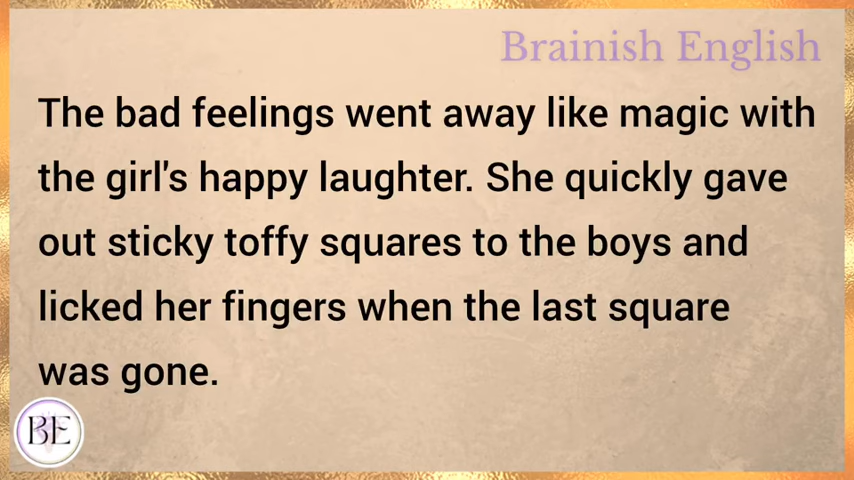 Brainish English
The bad feelings went away like magic with
the girl's happy laughter. She quickly gave
out sticky toffy squares to the boys and
licked her fingers when the last square
was gone.
BE